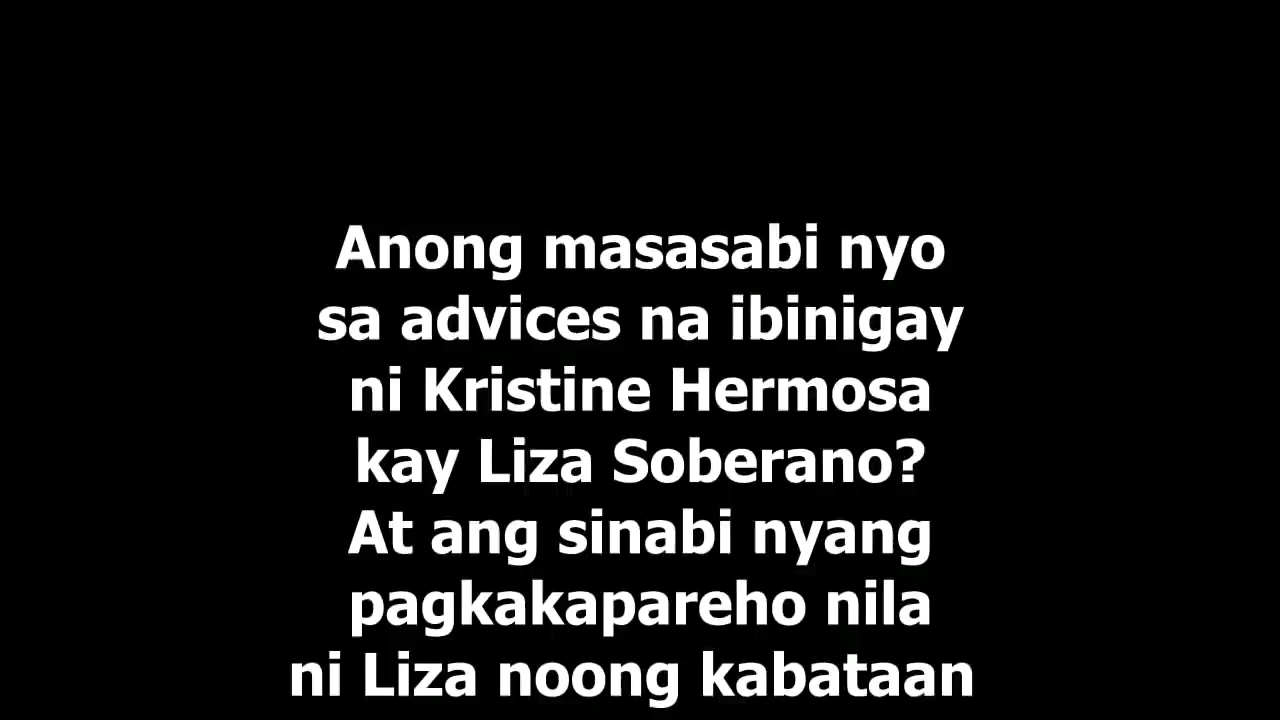 Anong masasabi nyo
sa advices na ibinigay
ni Kristine Hermosa
kay Liza Soberano?
At ang sinabi nyang
pagkakapareho nila
ni Liza noong kabataan